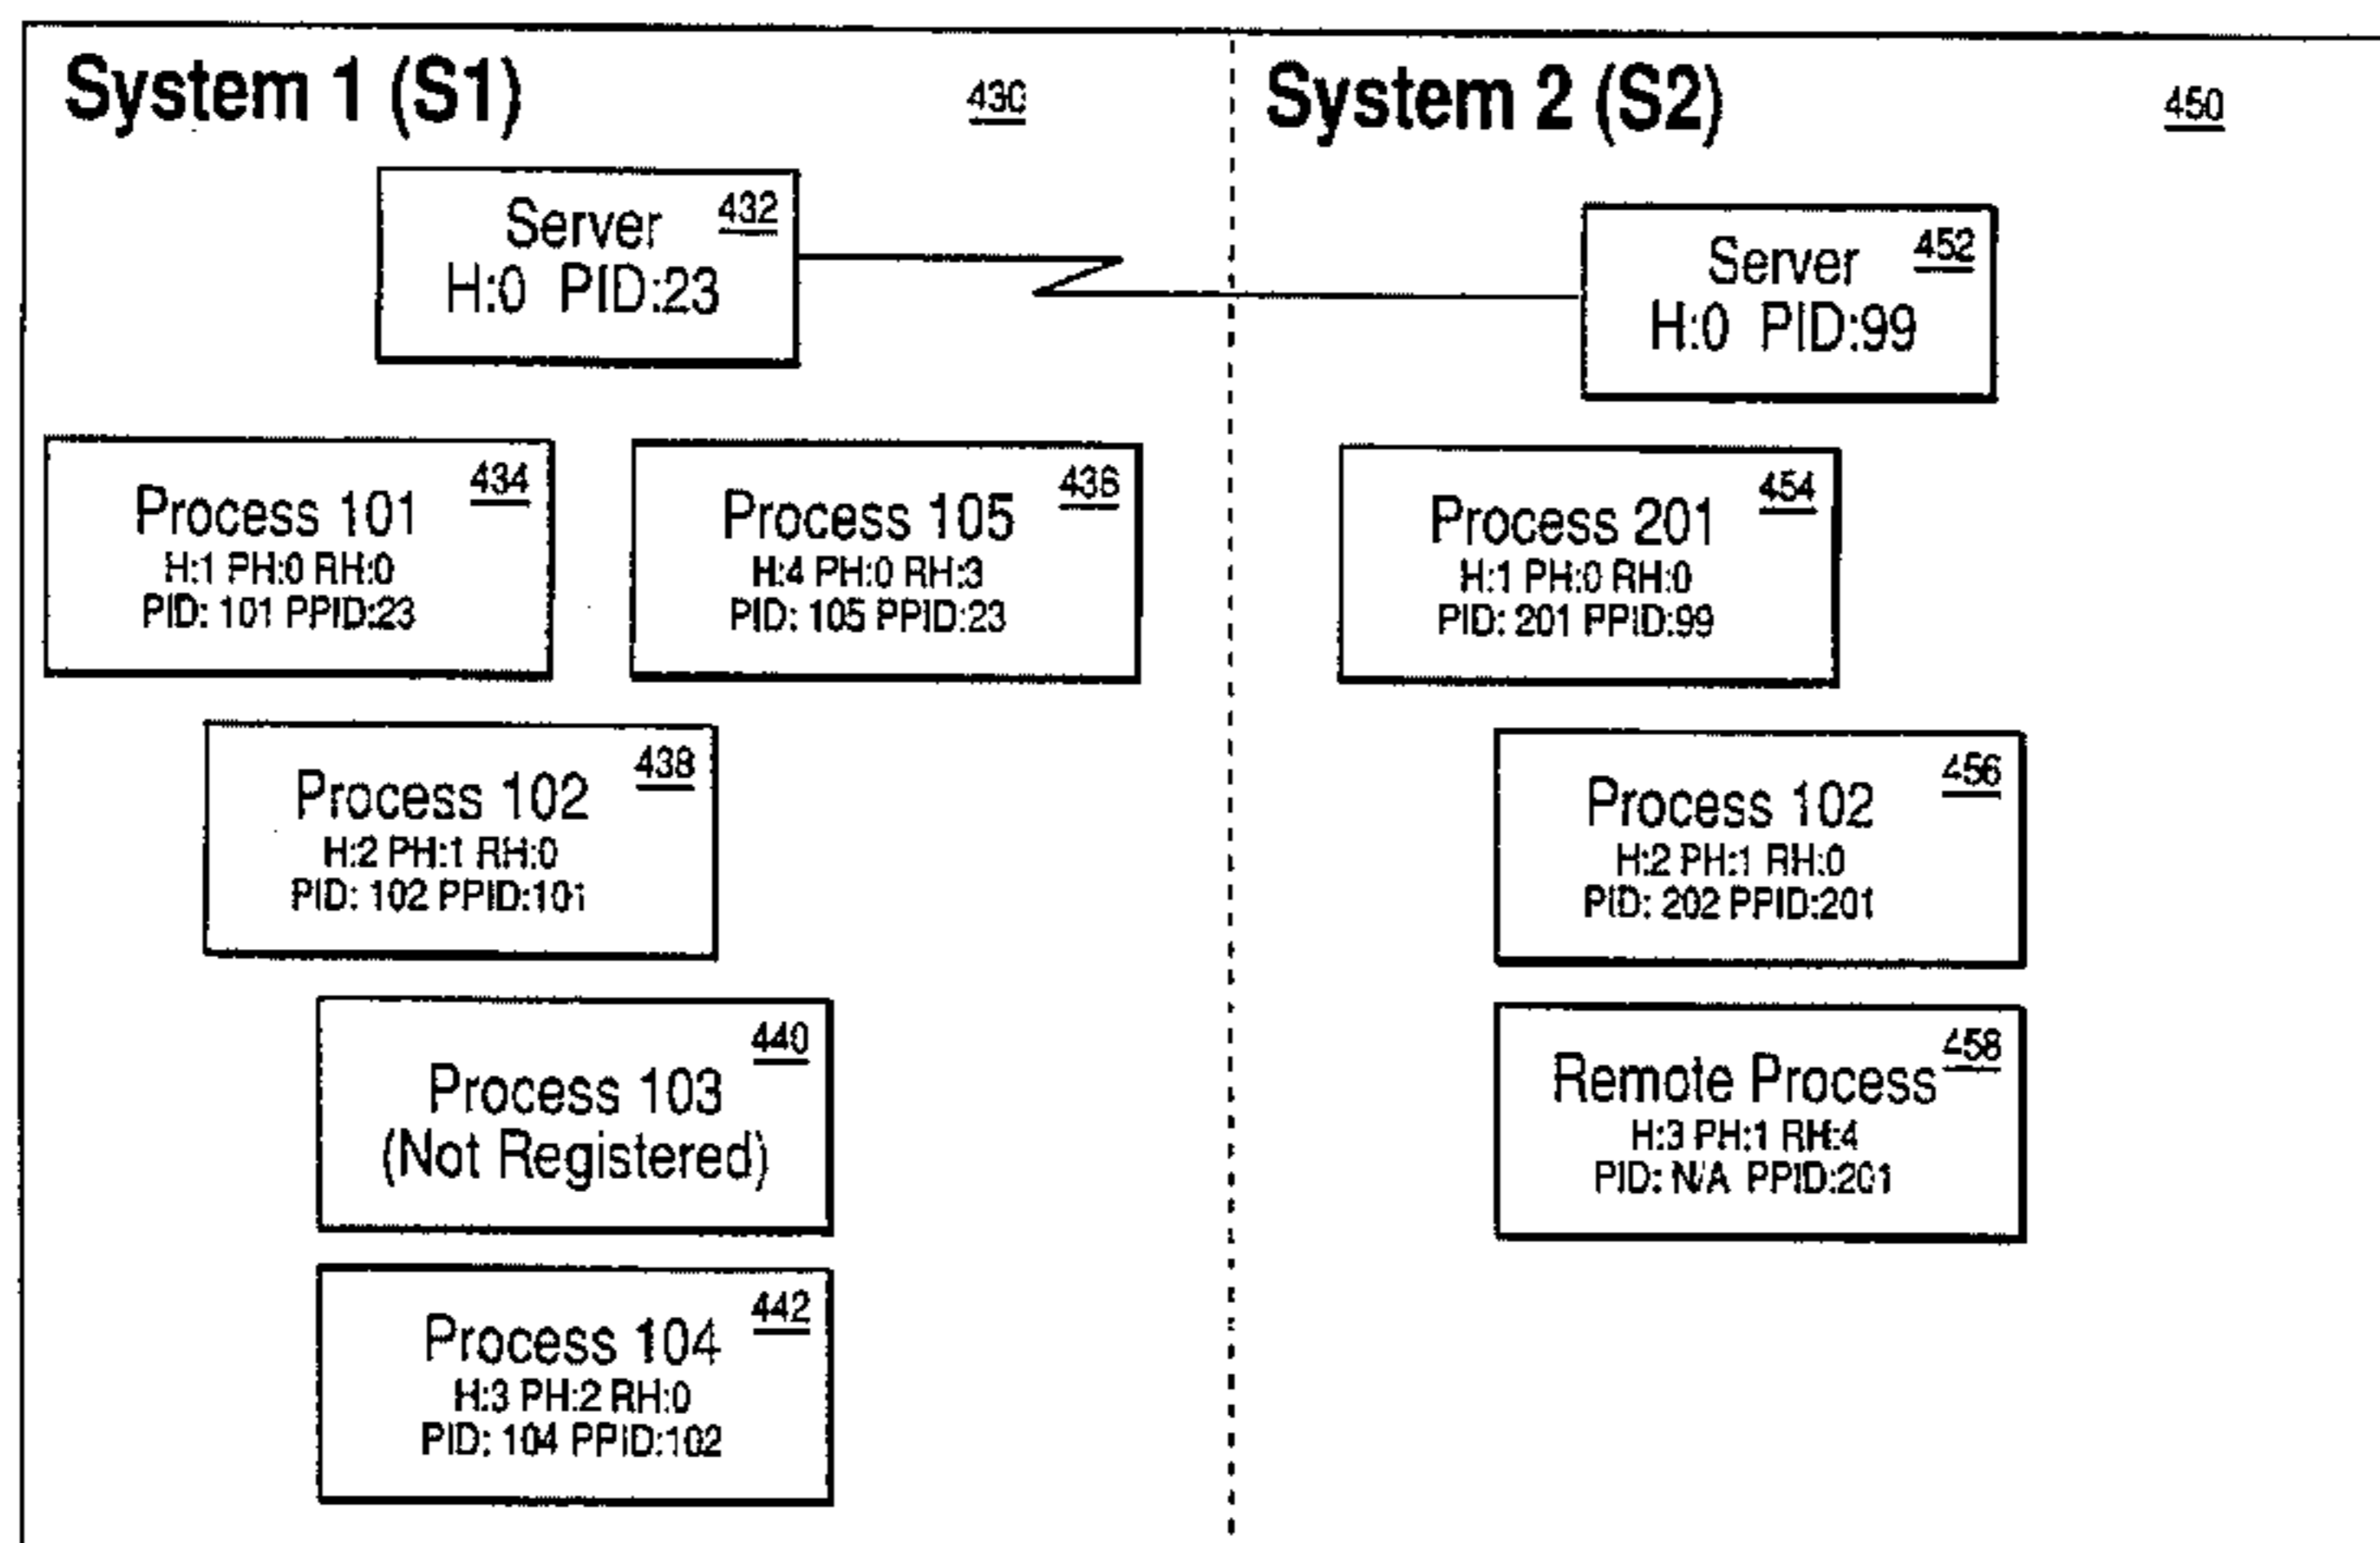 System 1 (S1)
430
Server
432
H:0 PID:23
Process 101
434
H:1 PH:0 RH:0
PID: 101 PPID:23
Process 105
436
H:4 PH:0 RH:3
PID: 105 PPID:23
Process 102
438
H:2 PH:1 RH:0
PID: 102 PPID:101
Process 103
440
(Not Registered)
Process 104
442
H:3 PH:2 RH:0
PID: 104 PPID:102
System 2 (S2)
450
Server
452
H:0 PID:99
Process 201
454
H:1 PH:0 RH:0
PID: 201 PPID:99
Process 102
456
H:2 PH:1 RH:0
PID: 202 PPID:201
Remote Process
458
H:3 PH:1 RH:4
PID: N/A PPID:201